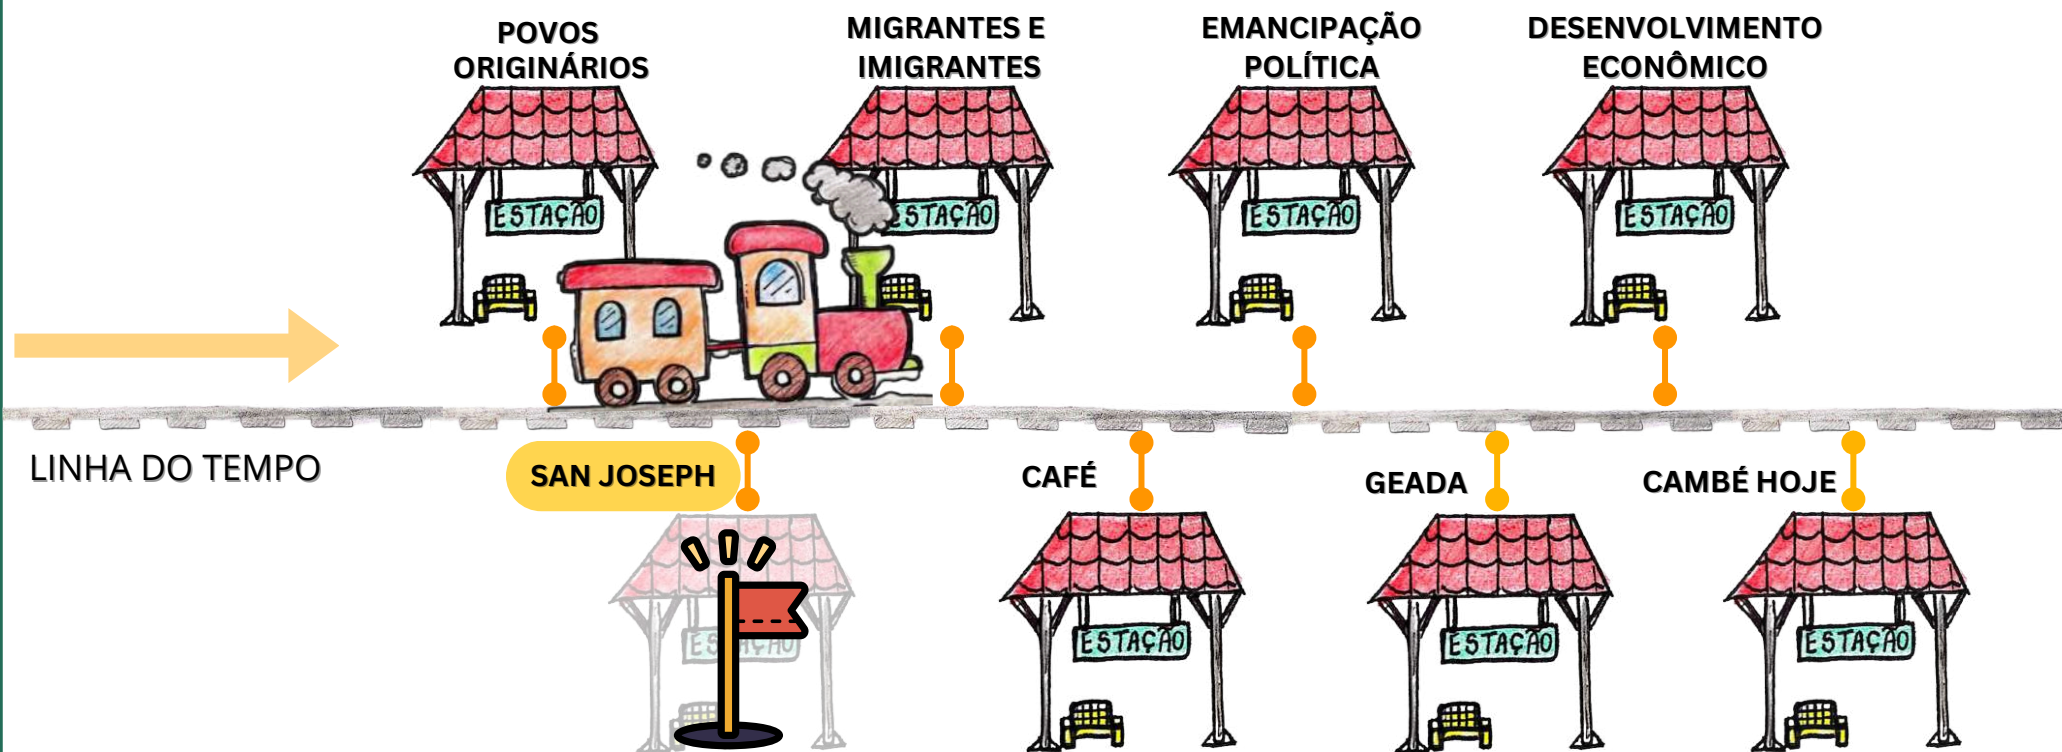 POVOS
ORIGINÁRIOS
MIGRANTES E
IMIGRANTES
EMANCIPAÇÃO
POLÍTICA
DESENVOLVIMENTO
ECONÔMICO
ESTAÇÃO
ESTAÇÃO
ESTAÇÃO
ESTAÇÃO
LINHA DO TEMPO
SAN JOSEPH
CAFÉ
GEADA
CAMBÉ HOJE
ESTAÇÃO
ESTAÇÃO
ESTAÇÃO
ESTAÇÃO